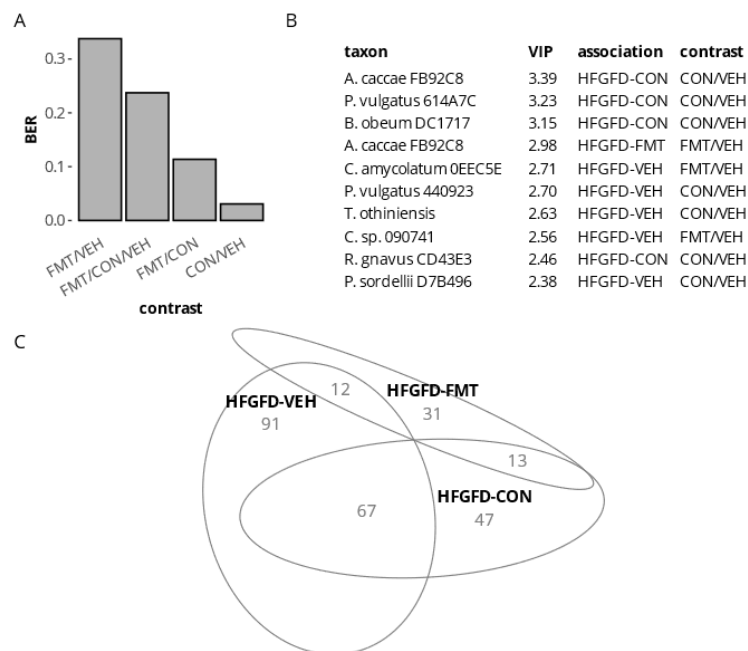 A
BER
0.3
0.2
0.1
0.0
FMT/VEH
FMT/CON/VEH
FMT/CON
CON/VEH
contrast
B
taxon VIP association contrast
A. caccae FB92C8 3.39 HFGFD-CON CON/VEH
P. vulgatus 614A7C 3.23 HFGFD-CON CON/VEH
B. obeum DC1717 3.15 HFGFD-CON CON/VEH
A. caccae FB92C8 2.98 HFGFD-FMT FMT/VEH
C. amycolatum 0EEC5E 2.71 HFGFD-VEH FMT/VEH
P. vulgatus 440923 2.70 HFGFD-VEH CON/VEH
T. othiniensis 2.63 HFGFD-VEH CON/VEH
C. sp. 090741 2.56 HFGFD-VEH FMT/VEH
R. gnavus CD43E3 2.46 HFGFD-CON CON/VEH
P. sordellii D7B496 2.38 HFGFD-VEH CON/VEH
C
12
HFGFD-FMT
31
HFGFD-VEH
91
13
HFGFD-CON
47
67